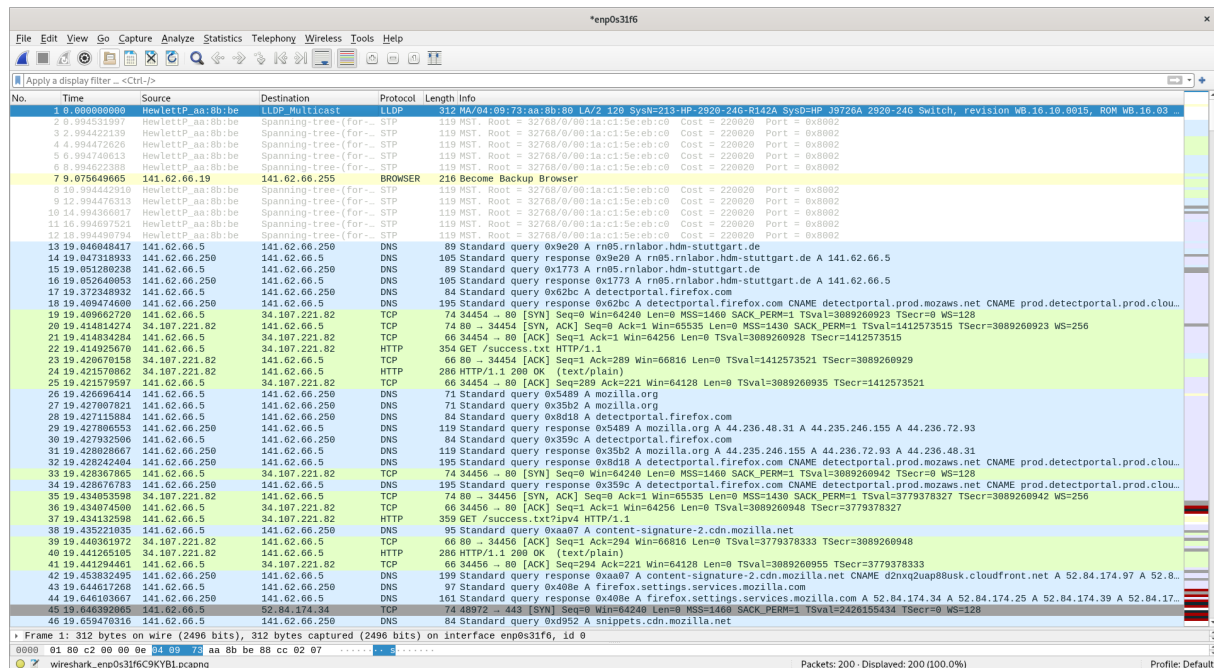 *enp0s31f6
File Edit View Go Capture Analyze Statistics Telephony Wireless Tools Help
Apply a display filter ... <Ctrl-/>
No. Time Source Destination Protocol Length Info
1 0.000000000 HewlettP_aa:8b:be LLDP_Multicast LLDP 312 MA/04:09:73:aa:8b:80 LA/2 120 SysN=213-HP-2920-24G-R142A SysD=HP J9726A 2920-24G Switch, revision WB.16.10.0015, ROM WB.16.03 ...
2 0.994531997 HewlettP_aa:8b:be Spanning-tree-(for-… STP 119 MST. Root = 32768/0/00:1a:c1:5e:eb:c0 Cost = 220020 Port = 0x8002
3 2.994422139 HewlettP_aa:8b:be Spanning-tree-(for-… STP 119 MST. Root = 32768/0/00:1a:c1:5e:eb:c0 Cost = 220020 Port = 0x8002
4 4.994472626 HewlettP_aa:8b:be Spanning-tree-(for-… STP 119 MST. Root = 32768/0/00:1a:c1:5e:eb:c0 Cost = 220020 Port = 0x8002
5 6.994740613 HewlettP_aa:8b:be Spanning-tree-(for-… STP 119 MST. Root = 32768/0/00:1a:c1:5e:eb:c0 Cost = 220020 Port = 0x8002
6 8.994622388 HewlettP_aa:8b:be Spanning-tree-(for-… STP 119 MST. Root = 32768/0/00:1a:c1:5e:eb:c0 Cost = 220020 Port = 0x8002
7 9.075649665 141.62.66.19 141.62.66.255 BROWSER 216 Become Backup Browser
8 10.994442910 HewlettP_aa:8b:be Spanning-tree-(for-… STP 119 MST. Root = 32768/0/00:1a:c1:5e:eb:c0 Cost = 220020 Port = 0x8002
9 12.994476313 HewlettP_aa:8b:be Spanning-tree-(for-… STP 119 MST. Root = 32768/0/00:1a:c1:5e:eb:c0 Cost = 220020 Port = 0x8002
10 14.994366017 HewlettP_aa:8b:be Spanning-tree-(for-… STP 119 MST. Root = 32768/0/00:1a:c1:5e:eb:c0 Cost = 220020 Port = 0x8002
11 16.994697521 HewlettP_aa:8b:be Spanning-tree-(for-… STP 119 MST. Root = 32768/0/00:1a:c1:5e:eb:c0 Cost = 220020 Port = 0x8002
12 18.994490794 HewlettP_aa:8b:be Spanning-tree-(for-… STP 119 MST. Root = 32768/0/00:1a:c1:5e:eb:c0 Cost = 220020 Port = 0x8002
13 19.046048417 141.62.66.5 141.62.66.250 DNS 89 Standard query 0x9e20 A rn05.rnlabor.hdm-stuttgart.de
14 19.047318933 141.62.66.250 141.62.66.5 DNS 105 Standard query response 0x9e20 A rn05.rnlabor.hdm-stuttgart.de A 141.62.66.5
15 19.051280238 141.62.66.5 141.62.66.250 DNS 89 Standard query 0x1773 A rn05.rnlabor.hdm-stuttgart.de
16 19.052640053 141.62.66.250 141.62.66.5 DNS 105 Standard query response 0x1773 A rn05.rnlabor.hdm-stuttgart.de A 141.62.66.5
17 19.372348932 141.62.66.5 141.62.66.250 DNS 84 Standard query 0x62bc A detectportal.firefox.com
18 19.409474600 141.62.66.250 141.62.66.5 DNS 195 Standard query response 0x62bc A detectportal.firefox.com CNAME detectportal.prod.mozaws.net CNAME prod.detectportal.prod.clou…
19 19.409662720 141.62.66.5 34.107.221.82 TCP 74 34454 → 80 [SYN] Seq=0 Win=64240 Len=0 MSS=1460 SACK_PERM=1 TSval=3089260923 TSecr=0 WS=128
20 19.414814274 34.107.221.82 141.62.66.5 TCP 74 80 → 34454 [SYN, ACK] Seq=0 Ack=1 Win=65535 Len=0 MSS=1430 SACK_PERM=1 TSval=1412573515 TSecr=3089260923 WS=256
21 19.414834284 141.62.66.5 34.107.221.82 TCP 66 34454 → 80 [ACK] Seq=1 Ack=1 Win=64256 Len=0 TSval=3089260928 TSecr=1412573515
22 19.414925670 141.62.66.5 34.107.221.82 HTTP 354 GET /success.txt HTTP/1.1
23 19.420670158 34.107.221.82 141.62.66.5 TCP 66 80 → 34454 [ACK] Seq=1 Ack=289 Win=66816 Len=0 TSval=1412573521 TSecr=3089260929
24 19.421570862 34.107.221.82 141.62.66.5 HTTP 286 HTTP/1.1 200 OK (text/plain)
25 19.421579597 141.62.66.5 34.107.221.82 TCP 66 34454 → 80 [ACK] Seq=289 Ack=221 Win=64128 Len=0 TSval=3089260935 TSecr=1412573521
26 19.426696414 141.62.66.5 141.62.66.250 DNS 71 Standard query 0x5489 A mozilla.org
27 19.427007821 141.62.66.5 141.62.66.250 DNS 71 Standard query 0x35b2 A mozilla.org
28 19.427115884 141.62.66.5 141.62.66.250 DNS 84 Standard query 0x8d18 A detectportal.firefox.com
29 19.427806553 141.62.66.250 141.62.66.5 DNS 119 Standard query response 0x5489 A mozilla.org A 44.236.48.31 A 44.235.246.155 A 44.236.72.93
30 19.427932506 141.62.66.5 141.62.66.250 DNS 84 Standard query 0x359c A detectportal.firefox.com
31 19.428028667 141.62.66.250 141.62.66.5 DNS 119 Standard query response 0x35b2 A mozilla.org A 44.235.246.155 A 44.236.72.93 A 44.236.48.31
32 19.428242404 141.62.66.250 141.62.66.5 DNS 195 Standard query response 0x8d18 A detectportal.firefox.com CNAME detectportal.prod.mozaws.net CNAME prod.detectportal.prod.clou…
33 19.428367865 141.62.66.5 34.107.221.82 TCP 74 34456 → 80 [SYN] Seq=0 Win=64240 Len=0 MSS=1460 SACK_PERM=1 TSval=3089260942 TSecr=0 WS=128
34 19.428676783 141.62.66.250 141.62.66.5 DNS 195 Standard query response 0x359c A detectportal.firefox.com CNAME detectportal.prod.mozaws.net CNAME prod.detectportal.prod.clou…
35 19.434053598 34.107.221.82 141.62.66.5 TCP 74 80 → 34456 [SYN, ACK] Seq=0 Ack=1 Win=65535 Len=0 MSS=1430 SACK_PERM=1 TSval=3779378327 TSecr=3089260942 WS=256
36 19.434074500 141.62.66.5 34.107.221.82 TCP 66 34456 → 80 [ACK] Seq=1 Ack=1 Win=64256 Len=0 TSval=3089260948 TSecr=3779378327
37 19.434132598 141.62.66.5 34.107.221.82 HTTP 359 GET /success.txt?ipv4 HTTP/1.1
38 19.435221035 141.62.66.5 141.62.66.250 DNS 95 Standard query 0xaa07 A content-signature-2.cdn.mozilla.net
39 19.440361972 34.107.221.82 141.62.66.5 TCP 66 80 → 34456 [ACK] Seq=1 Ack=294 Win=66816 Len=0 TSval=3779378333 TSecr=3089260948
40 19.441265105 34.107.221.82 141.62.66.5 HTTP 286 HTTP/1.1 200 OK (text/plain)
41 19.441294461 141.62.66.5 34.107.221.82 TCP 66 34456 → 80 [ACK] Seq=294 Ack=221 Win=64128 Len=0 TSval=3089260955 TSecr=3779378333
42 19.453832495 141.62.66.250 141.62.66.5 DNS 199 Standard query response 0xaa07 A content-signature-2.cdn.mozilla.net CNAME d2nxq2uap88usk.cloudfront.net A 52.84.174.97 A 52.8…
43 19.644617268 141.62.66.5 141.62.66.250 DNS 97 Standard query 0x408e A firefox.settings.services.mozilla.com
44 19.646103667 141.62.66.250 141.62.66.5 DNS 161 Standard query response 0x408e A firefox.settings.services.mozilla.com A 52.84.174.34 A 52.84.174.25 A 52.84.174.39 A 52.84.17…
45 19.646392065 141.62.66.5 52.84.174.34 TCP 74 48972 → 443 [SYN] Seq=0 Win=64240 Len=0 MSS=1460 SACK_PERM=1 TSval=2426155434 TSecr=0 WS=128
46 19.659470316 141.62.66.5 141.62.66.250 DNS 84 Standard query 0xd952 A snippets.cdn.mozilla.net
Frame 1: 312 bytes on wire (2496 bits), 312 bytes captured (2496 bits) on interface enp0s31f6, id 0
0000 01 80 c2 00 00 0e 04 09 73 aa 8b be 88 cc 02 07 ········ s·······
wireshark_enp0s31f6C9KYB1.pcapng Packets: 200 · Displayed: 200 (100.0%) Profile: Default